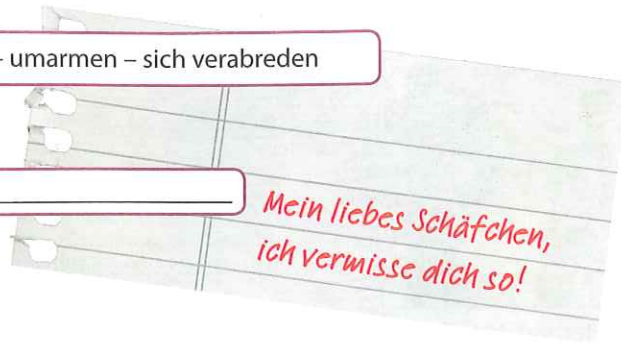 – umarmen – sich verabreden
Mein liebes Schäfchen,
ich vermisse dich so!